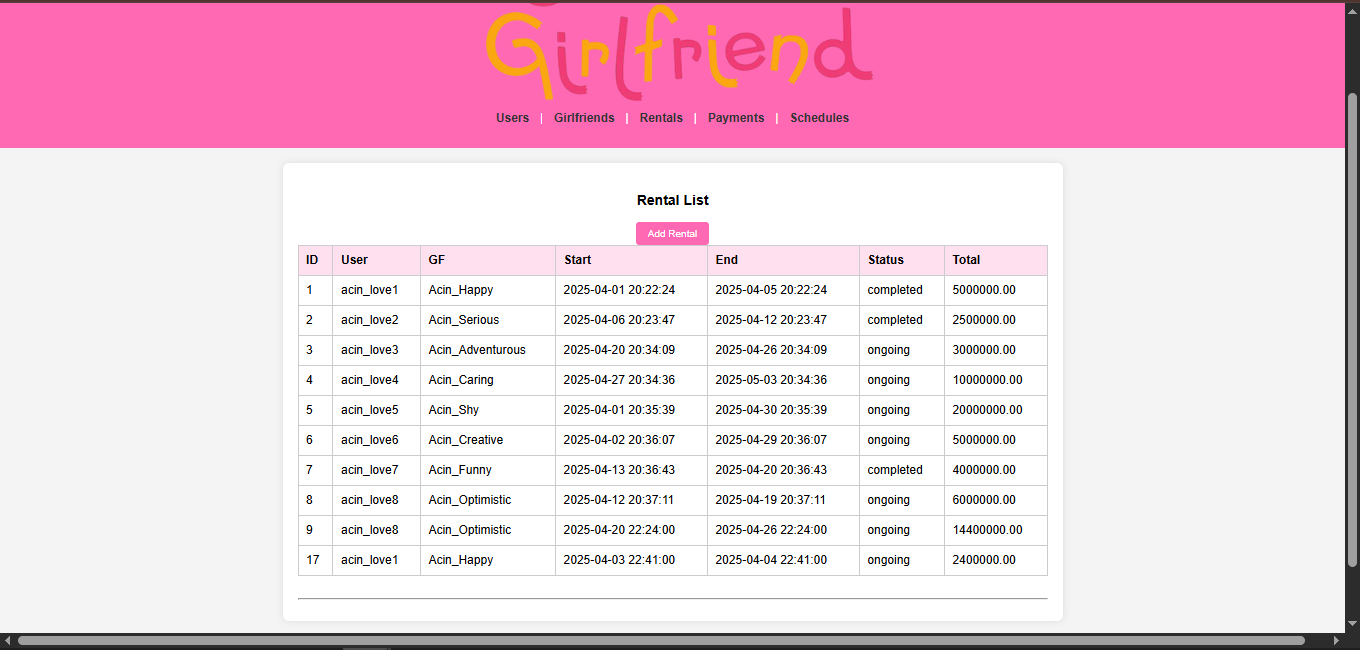 Girlfriend
Users | Girlfriends | Rentals | Payments | Schedules
Rental List
Add Rental
ID User GF Start End Status Total
1 acin_love1 Acin_Happy 2025-04-01 20:22:24 2025-04-05 20:22:24 completed 5000000.00
2 acin_love2 Acin_Serious 2025-04-06 20:23:47 2025-04-12 20:23:47 completed 2500000.00
3 acin_love3 Acin_Adventurous 2025-04-20 20:34:09 2025-04-26 20:34:09 ongoing 3000000.00
4 acin_love4 Acin_Caring 2025-04-27 20:34:36 2025-05-03 20:34:36 ongoing 10000000.00
5 acin_love5 Acin_Shy 2025-04-01 20:35:39 2025-04-30 20:35:39 ongoing 20000000.00
6 acin_love6 Acin_Creative 2025-04-02 20:36:07 2025-04-29 20:36:07 ongoing 5000000.00
7 acin_love7 Acin_Funny 2025-04-13 20:36:43 2025-04-20 20:36:43 completed 4000000.00
8 acin_love8 Acin_Optimistic 2025-04-12 20:37:11 2025-04-19 20:37:11 ongoing 6000000.00
9 acin_love8 Acin_Optimistic 2025-04-20 22:24:00 2025-04-26 22:24:00 ongoing 14400000.00
17 acin_love1 Acin_Happy 2025-04-03 22:41:00 2025-04-04 22:41:00 ongoing 2400000.00